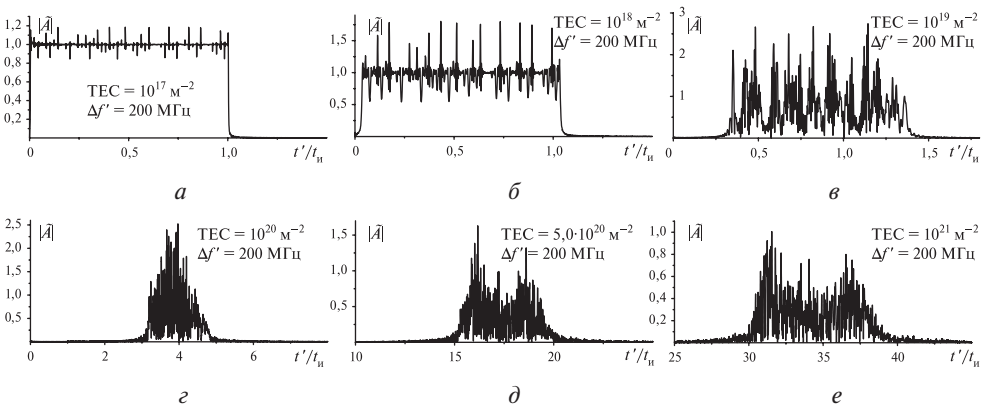 |Ã|
1,2
1,0
0,8
0,6
0,4
0,2
TEC = 10¹⁷ м⁻²
Δf′ = 200 МГц
0
0,5
1,0
t′/tи
а
|Ã|
1,5
1,0
0,5
TEC = 10¹⁸ м⁻²
Δf′ = 200 МГц
0
0,5
1,0
t′/tи
б
3
|Ã|
2
1
TEC = 10¹⁹ м⁻²
Δf′ = 200 МГц
0
0,5
1,0
1,5
t′/tи
в
2,5
|Ã|
2,0
1,5
1,0
0,5
TEC = 10²⁰ м⁻²
Δf′ = 200 МГц
0
2
4
6
t′/tи
г
|Ã|
1,5
1,0
0,5
TEC = 5,0·10²⁰ м⁻²
Δf′ = 200 МГц
10
15
20
t′/tи
д
1,0
|Ã|
0,8
0,6
0,4
0,2
TEC = 10²¹ м⁻²
Δf′ = 200 МГц
25
30
35
40
t′/tи
е